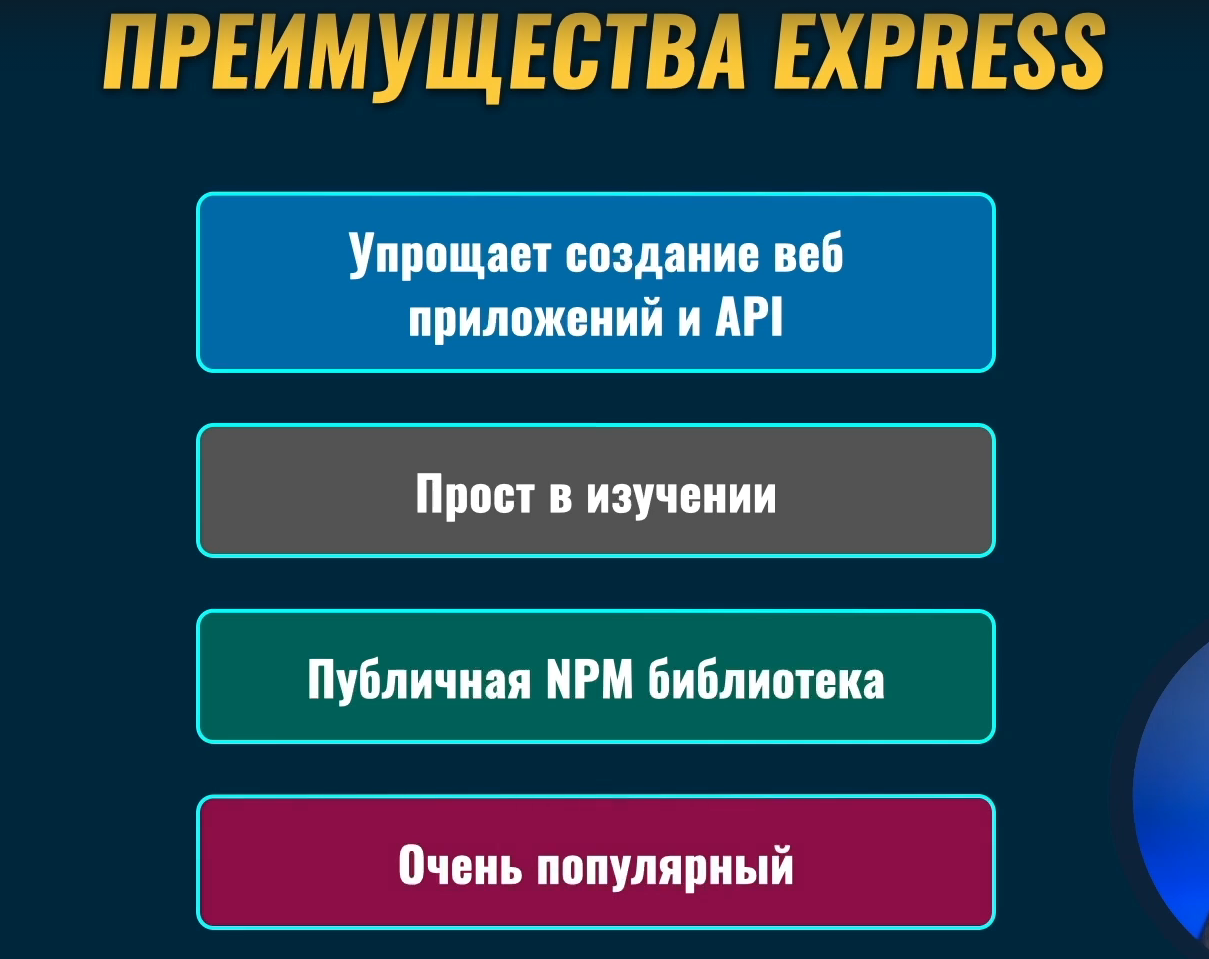 ПРЕИМУЩЕСТВА EXPRESS
Упрощает создание веб
приложений и API
Прост в изучении
Публичная NPM библиотека
Очень популярный